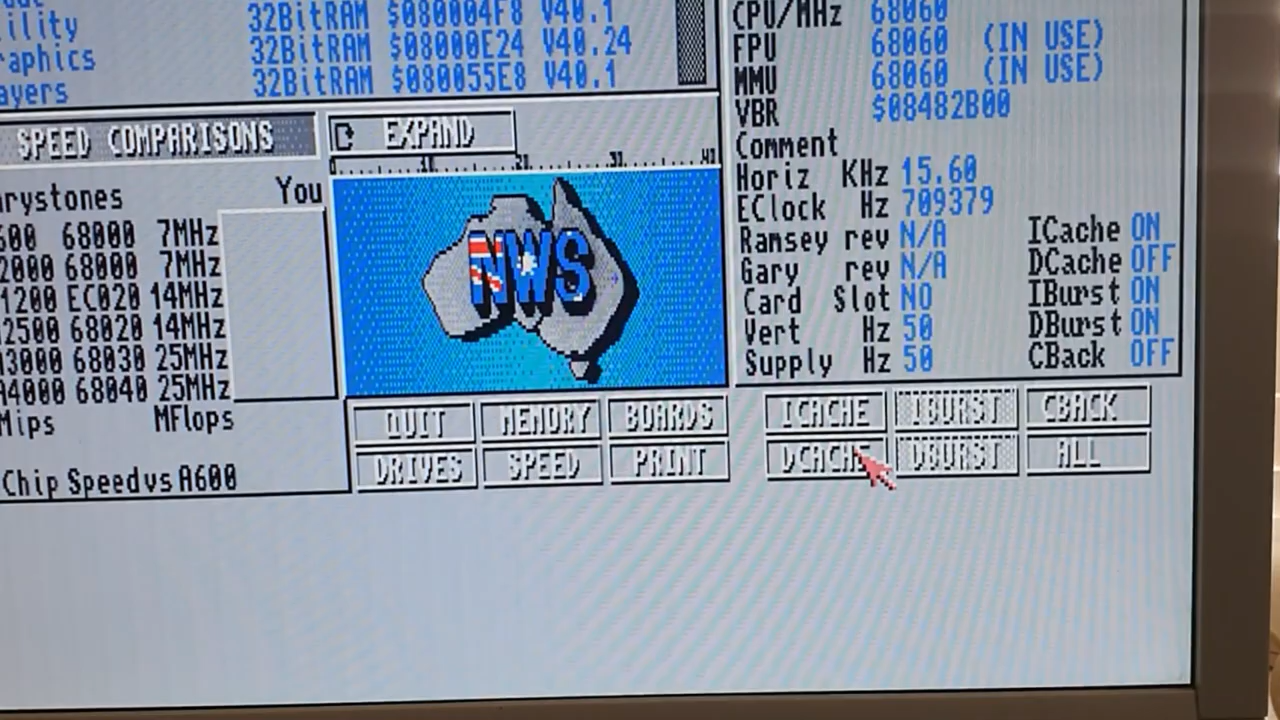 ility 32BitRAM $080004F8 V40.1
raphics 32BitRAM $08000E24 V40.24
ayers 32BitRAM $080055E8 V40.1
CPU/MHz 68060
FPU 68060 (IN USE)
MMU 68060 (IN USE)
VBR $08482B00
Comment
Horiz KHz 15.60
EClock Hz 709379
Ramsey rev N/A
Gary rev N/A
Card Slot NO
Vert Hz 50
Supply Hz 50
ICache ON
DCache OFF
IBurst ON
DBurst ON
CBack OFF
SPEED COMPARISONS
EXPAND
rystones You
600 68000 7MHz
2000 68000 7MHz
1200 EC020 14MHz
2500 68020 14MHz
3000 68030 25MHz
4000 68040 25MHz
Mips MFlops
Chip Speed vs A600
NWS
QUIT MEMORY BOARDS
DRIVES SPEED PRINT
ICACHE IBURST CBACK
DCACHE DBURST ALL